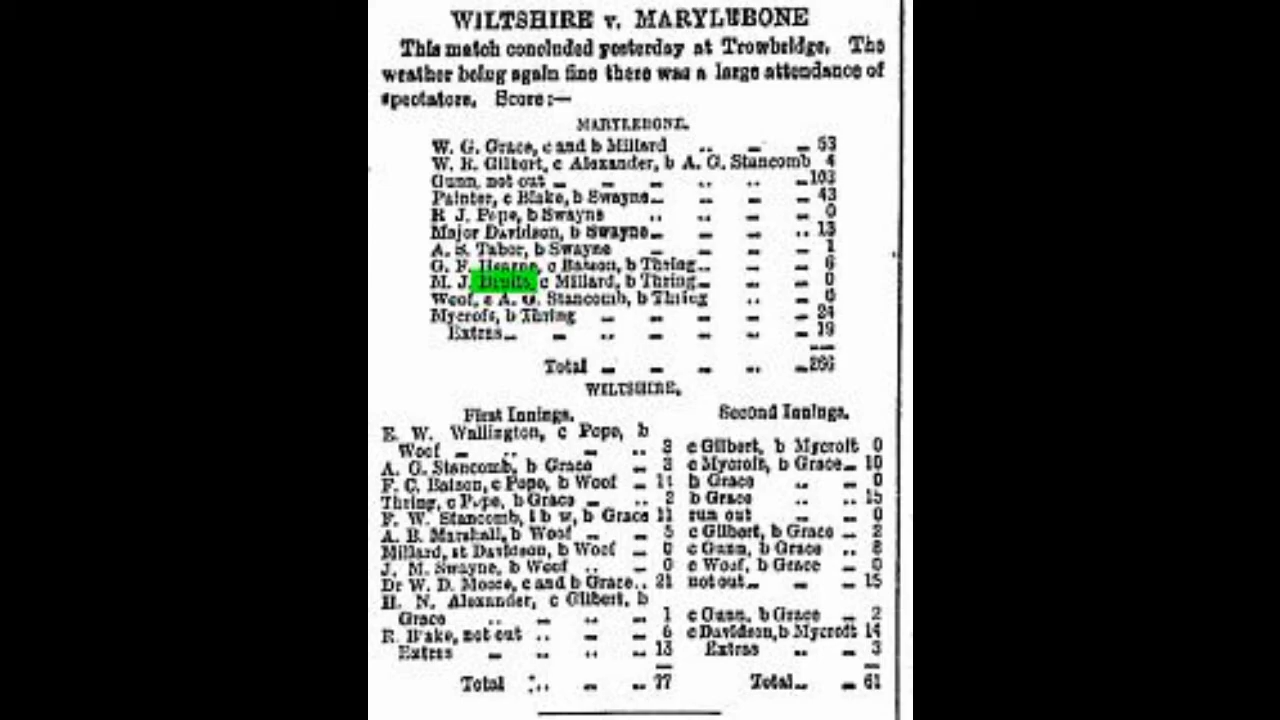 WILTSHIRE v. MARYLEBONE
This match concluded yesterday at Trowbridge. The
weather being again fine there was a large attendance of
spectators. Score:—
MARYLEBONE.
W. G. Grace, c and b Millard .. — — 53
W. R. Gilbert, c Alexander, b A. G. Stancomb 4
Gunn, not out — — — .. .. —103
Painter, c Blake, b Swayne — — — — 43
R J. Pope, b Swayne .. — .. — — 0
Major Davidson, b Swayne — — — .. 13
A. S. Tabor, b Swayne — — — — 1
G. F. Hearne, c Batson, b Thring — — — 6
M. J. c Millard, b Thring — — — 0
Woof, c A. G. Stancomb, b Thring .. — 0
Mycroft, b Thring — — — .. — 24
Extras — — .. — — .. — 19
Total — — — .. —266
WILTSHIRE.
First Innings. Second Innings.
E. W. Wallington, c Pope, b
Woof — .. — .. 3 c Gilbert, b Mycroft 0
A. G. Stancomb, b Grace — 3 c Mycroft, b Grace — 10
F. C. Batson, c Pope, b Woof — 11 b Grace .. — 0
Thring, c Pope, b Grace — .. 2 b Grace .. .. 15
F. W. Stancomb, l b w, b Grace 11 run out — — 0
A. B. Marshall, b Woof — — 5 c Gilbert, b Grace — 2
Millard, st Davidson, b Woof — 0 c Gunn, b Grace ..
J. M. Swayne, b Woof .. — 0 c Woof, b Grace — 0
Dr W. D. c and b Grace .. 21 not out — — 15
H. N. Alexander, c Gilbert, b
Grace .. — .. — 1 c Gunn, b Grace — 2
R. Blake, not out .. — — 6 c Davidson, b Mycroft 14
Extras — .. .. — 13 Extras .. — 3
Total .. — — 77 Total — — 61